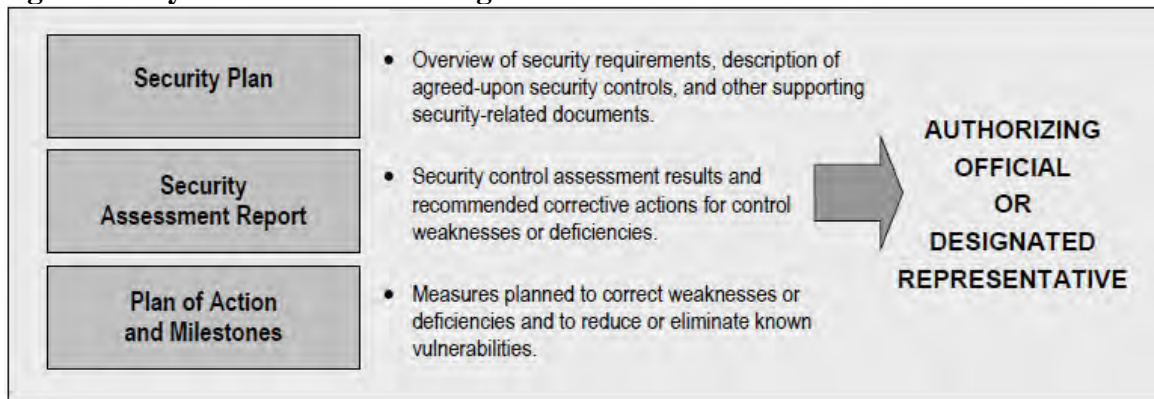 Security Plan
• Overview of security requirements, description of
agreed-upon security controls, and other supporting
security-related documents.
Security
Assessment Report
• Security control assessment results and
recommended corrective actions for control
weaknesses or deficiencies.
Plan of Action
and Milestones
• Measures planned to correct weaknesses or
deficiencies and to reduce or eliminate known
vulnerabilities.
AUTHORIZING
OFFICIAL
OR
DESIGNATED
REPRESENTATIVE